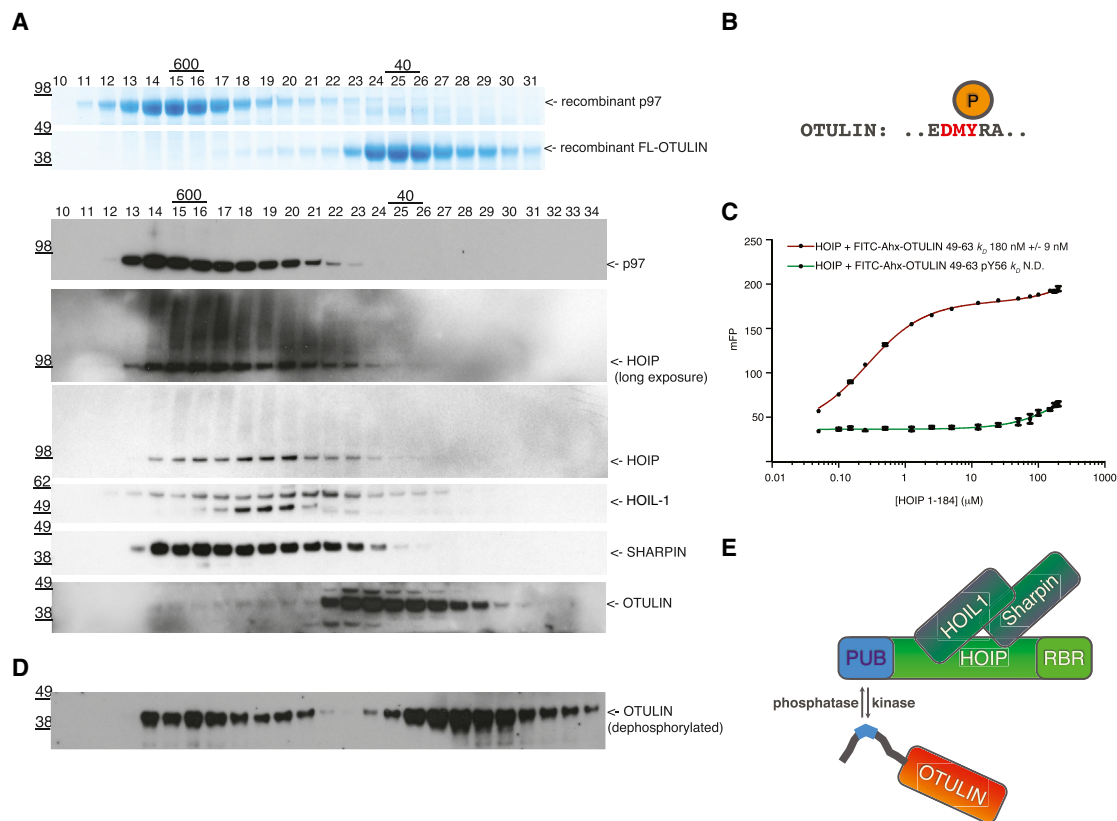 A
600
40
10 11 12 13 14 15 16 17 18 19 20 21 22 23 24 25 26 27 28 29 30 31
98
<- recombinant p97
49
38
<- recombinant FL-OTULIN
600
40
10 11 12 13 14 15 16 17 18 19 20 21 22 23 24 25 26 27 28 29 30 31 32 33 34
98
<- p97
98
<- HOIP
(long exposure)
98
<- HOIP
62
49
<- HOIL-1
49
38
<- SHARPIN
49
38
<- OTULIN
B
P
OTULIN: ..EDMYRA..
C
250
200
150
100
50
mFP
HOIP + FITC-Ahx-OTULIN 49-63 kD 180 nM +/- 9 nM
HOIP + FITC-Ahx-OTULIN 49-63 pY56 kD N.D.
0.01 0.10 1 10 100 1000
[HOIP 1-184] (µM)
D
49
38
<- OTULIN
(dephosphorylated)
E
HOIL1
Sharpin
PUB
HOIP
RBR
phosphatase
kinase
OTULIN